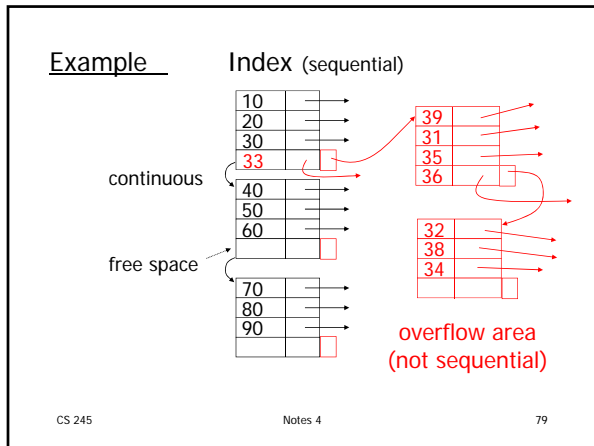 Example Index (sequential)
10
20
30
33
continuous
40
50
60
free space
70
80
90
39
31
35
36
32
38
34
overflow area
(not sequential)
CS 245 Notes 4 79